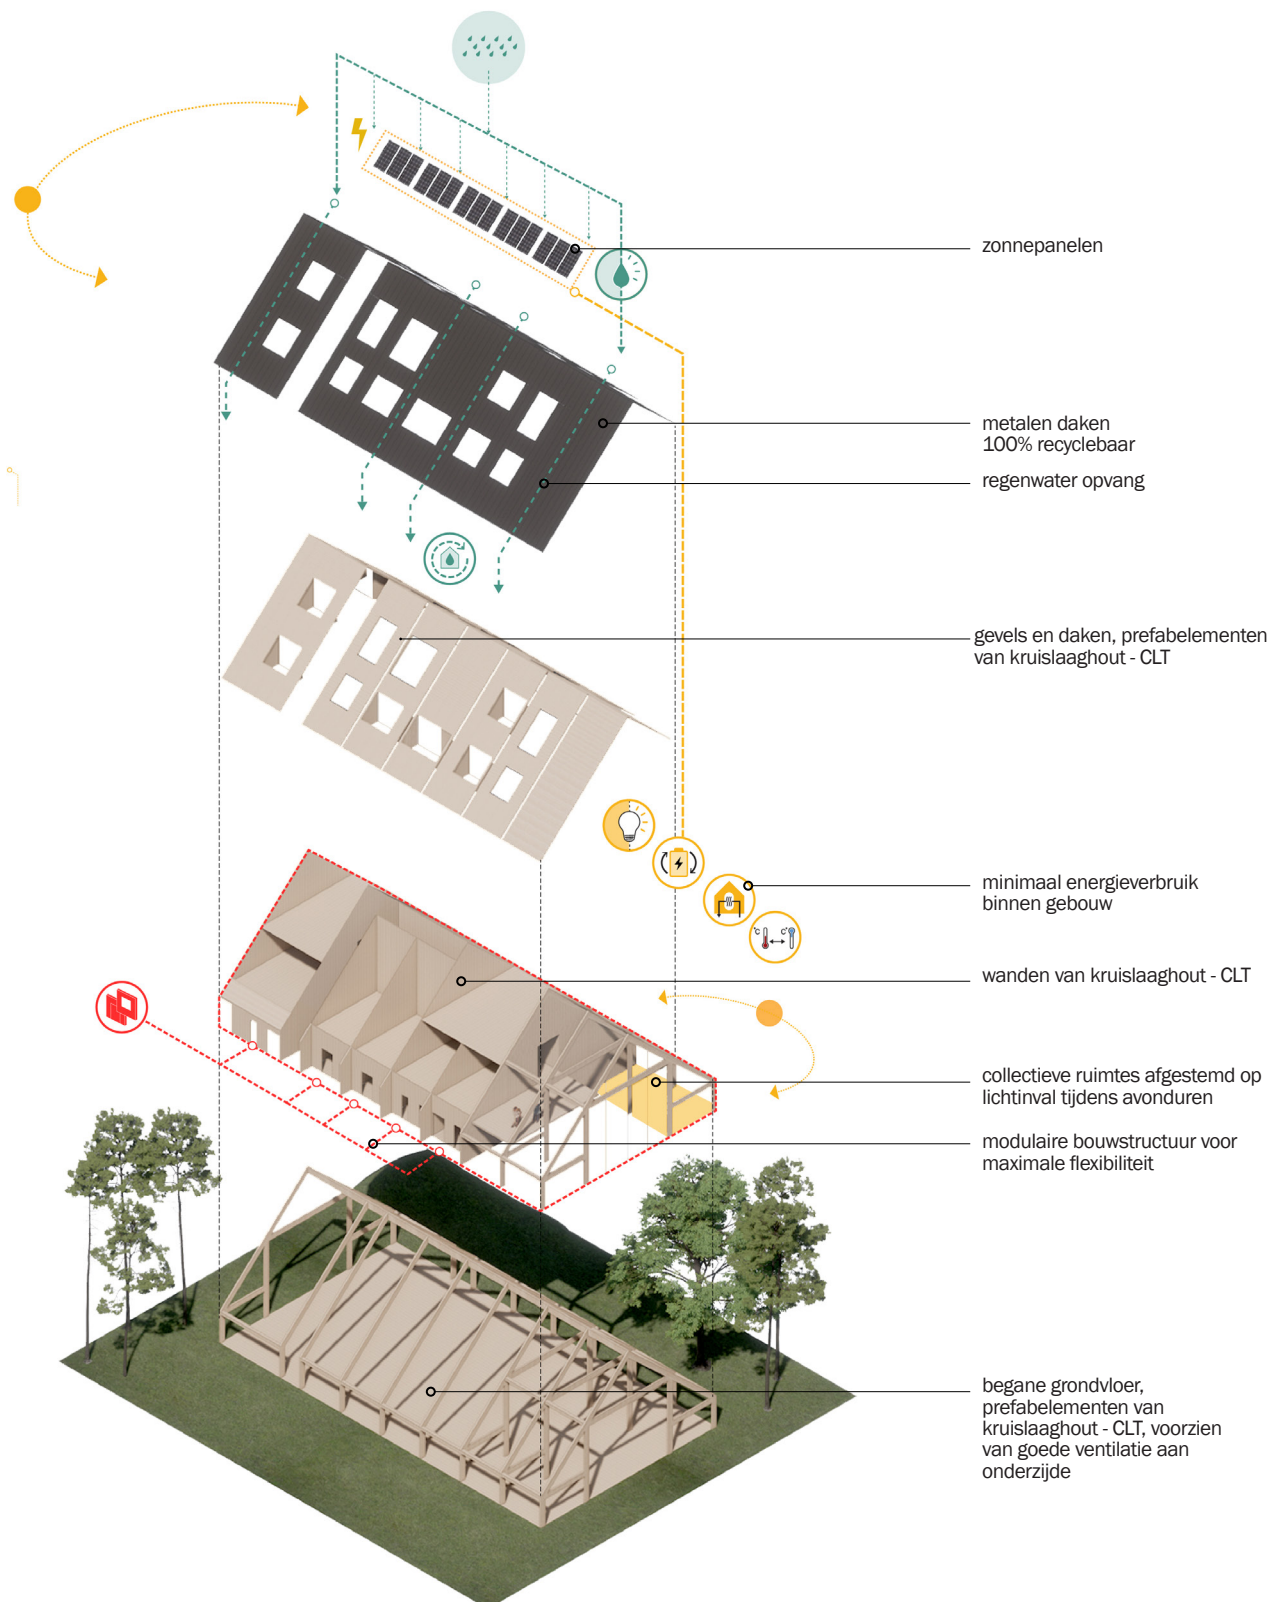 zonnepanelen
metalen daken
100% recyclebaar
regenwater opvang
gevels en daken, prefabelementen
van kruislaaghout - CLT
minimaal energieverbruik
binnen gebouw
°C
C°
wanden van kruislaaghout - CLT
collectieve ruimtes afgestemd op
lichtinval tijdens avonduren
modulaire bouwstructuur voor
maximale flexibiliteit
begane grondvloer,
prefabelementen van
kruislaaghout - CLT, voorzien
van goede ventilatie aan
onderzijde